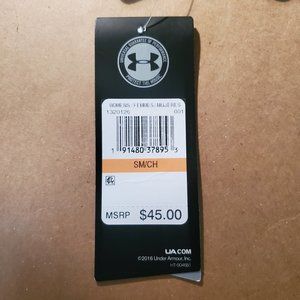 WOMENS/FEMMES/MUJERES
1320126 001
1 91480 37895 3
SM/CH
MSRP $45.00
UA.COM
©2016 Under Armour, Inc.